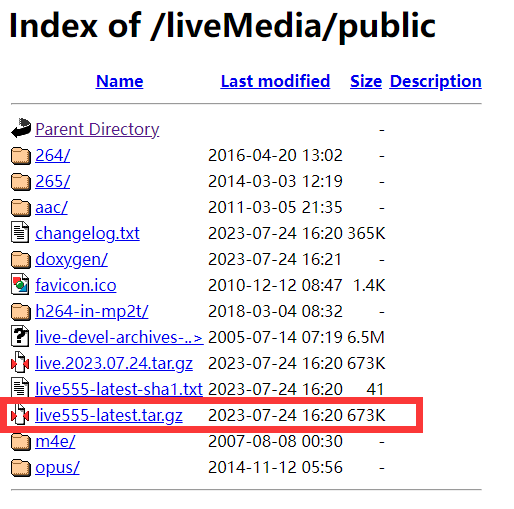 Index of /liveMedia/public
Name Last modified Size Description
Parent Directory -
264/ 2016-04-20 13:02 -
265/ 2014-03-03 12:19 -
aac/ 2011-03-05 21:35 -
changelog.txt 2023-07-24 16:20 365K
doxygen/ 2023-07-24 16:21 -
favicon.ico 2010-12-12 08:47 1.4K
h264-in-mp2t/ 2018-03-04 08:32 -
live-devel-archives-..> 2005-07-14 07:19 6.5M
live.2023.07.24.tar.gz 2023-07-24 16:20 673K
live555-latest-sha1.txt 2023-07-24 16:20 41
live555-latest.tar.gz 2023-07-24 16:20 673K
m4e/ 2007-08-08 00:30 -
opus/ 2014-11-12 05:56 -